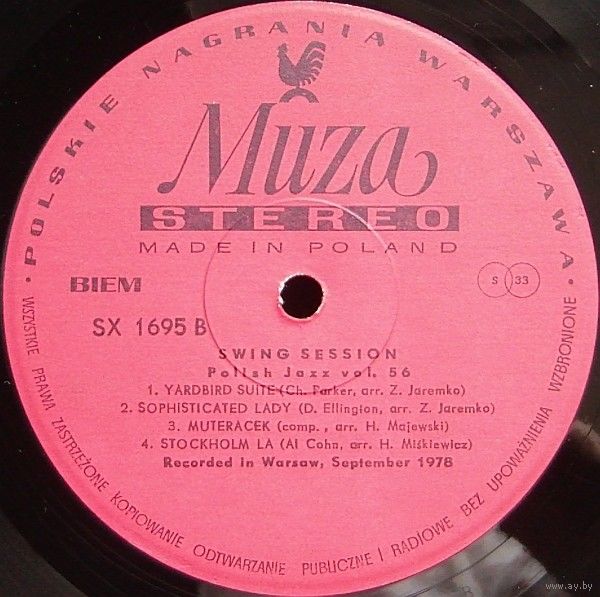 • POLSKIE NAGRANIA WARSZAWA •
Muza
STEREO
MADE IN POLAND
BIEM
S 33
SX 1695 B
SWING SESSION
Polish Jazz vol. 56
1. YARDBIRD SUITE (Ch. Parker, arr. Z. Jaremko)
2. SOPHISTICATED LADY (D. Ellington, arr. Z. Jaremko)
3. MUTERACEK (comp., arr. H. Majewski)
4. STOCKHOLM LA (Al Cohn, arr. H. Miśkiewicz)
Recorded in Warsaw, September 1978
WSZYSTKIE PRAWA ZASTRZEŻONE KOPIOWANIE ODTWARZANIE PUBLICZNE I RADIOWE BEZ UPOWAŻNIENIA WZBRONIONE
www.ay.by